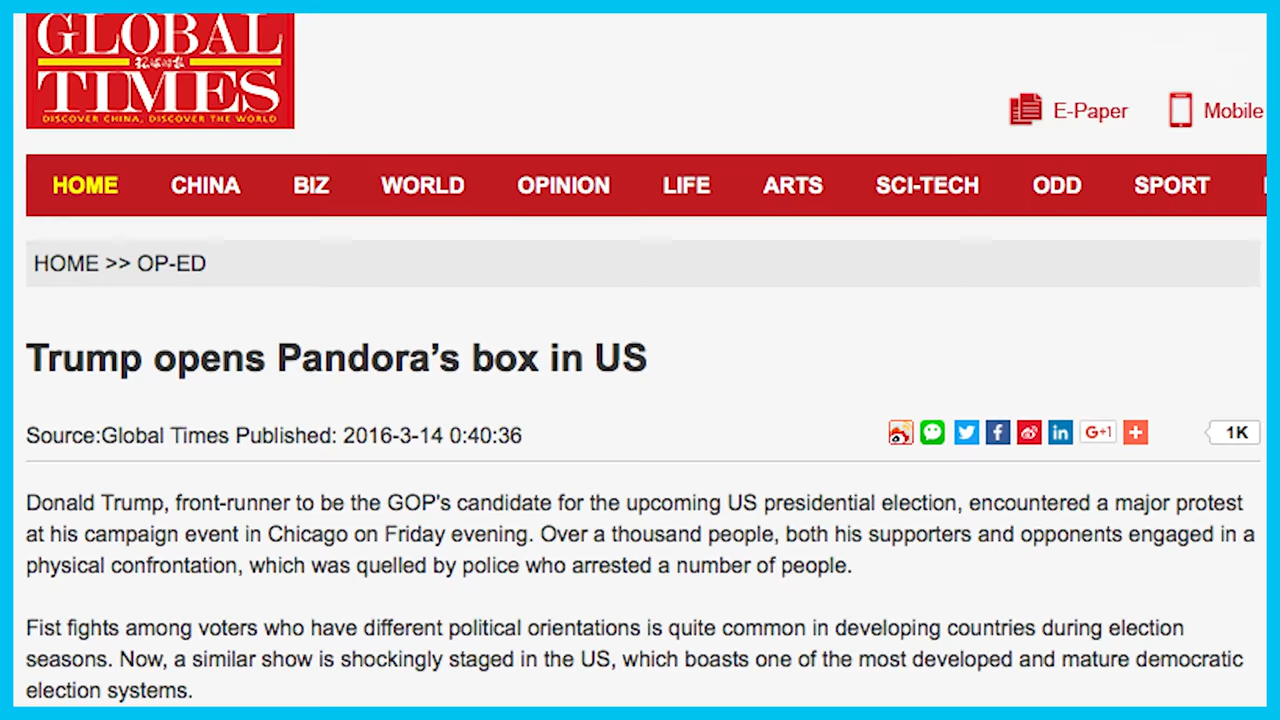 GLOBAL
环球时报
TIMES
DISCOVER CHINA, DISCOVER THE WORLD
E-Paper
Mobile
HOME CHINA BIZ WORLD OPINION LIFE ARTS SCI-TECH ODD SPORT
HOME >> OP-ED
Trump opens Pandora’s box in US
Source:Global Times Published: 2016-3-14 0:40:36
G+1
1K
Donald Trump, front-runner to be the GOP's candidate for the upcoming US presidential election, encountered a major protest
at his campaign event in Chicago on Friday evening. Over a thousand people, both his supporters and opponents engaged in a
physical confrontation, which was quelled by police who arrested a number of people.
Fist fights among voters who have different political orientations is quite common in developing countries during election
seasons. Now, a similar show is shockingly staged in the US, which boasts one of the most developed and mature democratic
election systems.